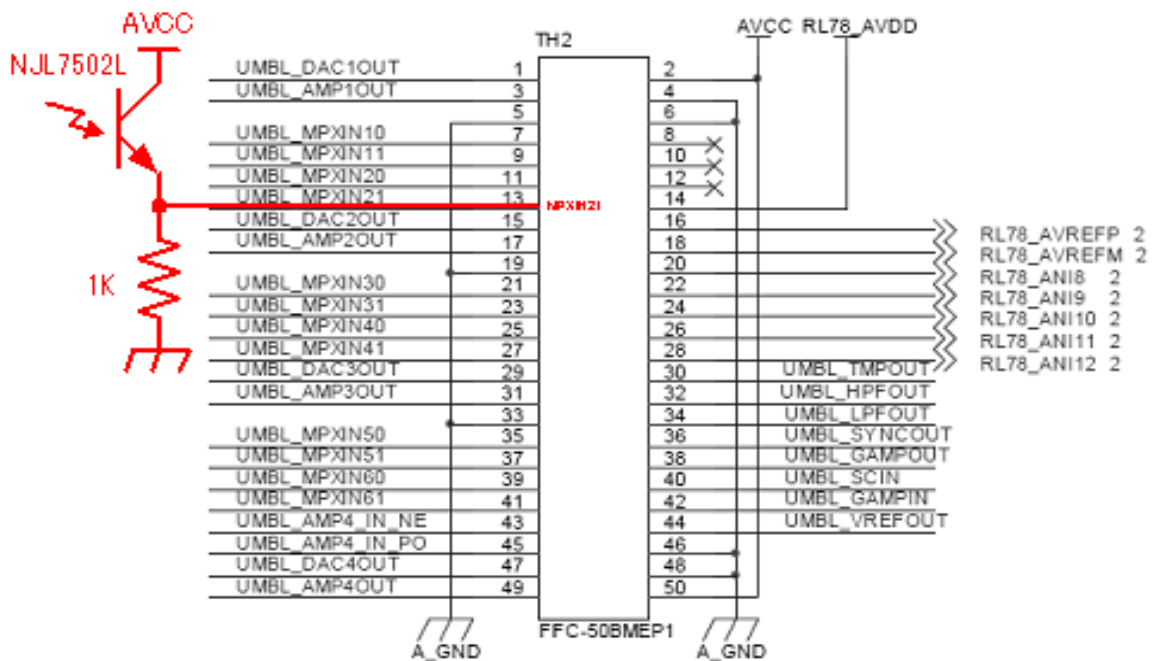 AVCC
NJL7502L
1K
TH2
AVCC RL78_AVDD
UMBL_DAC1OUT 1 2
UMBL_AMP1OUT 3 4
5 6
UMBL_MPXIN10 7 8
UMBL_MPXIN11 9 10
UMBL_MPXIN20 11 12
UMBL_MPXIN21 13 NPXIN21 14
UMBL_DAC2OUT 15 16
UMBL_AMP2OUT 17 18 RL78_AVREFP 2
19 20 RL78_AVREFM 2
UMBL_MPXIN30 21 22 RL78_ANI8 2
UMBL_MPXIN31 23 24 RL78_ANI9 2
UMBL_MPXIN40 25 26 RL78_ANI10 2
UMBL_MPXIN41 27 28 RL78_ANI11 2
UMBL_DAC3OUT 29 30 UMBL_TMPOUT RL78_ANI12 2
UMBL_AMP3OUT 31 32 UMBL_HPFOUT
33 34 UMBL_LPFOUT
UMBL_MPXIN50 35 36 UMBL_SYNCOUT
UMBL_MPXIN51 37 38 UMBL_GAMPOUT
UMBL_MPXIN60 39 40 UMBL_SCIN
UMBL_MPXIN61 41 42 UMBL_GAMPIN
UMBL_AMP4_IN_NE 43 44 UMBL_VREFOUT
UMBL_AMP4_IN_PO 45 46
UMBL_DAC4OUT 47 48
UMBL_AMP4OUT 49 50
FFC-50BMEP1
A_GND A_GND